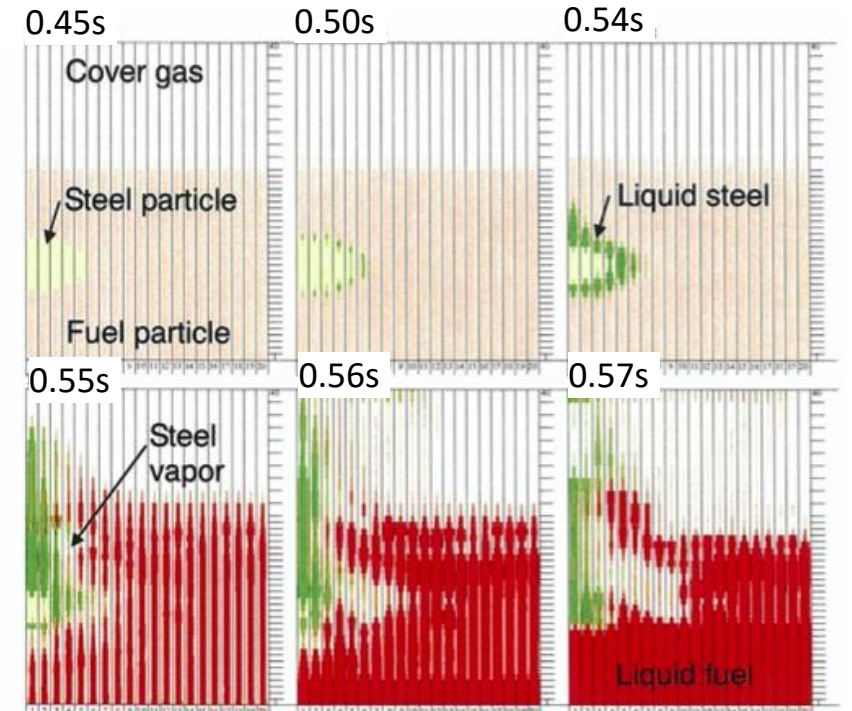 0.45s
0.50s
0.54s
Cover gas
Steel particle
Liquid steel
Fuel particle
0.55s
0.56s
0.57s
Steel
vapor
Liquid fuel